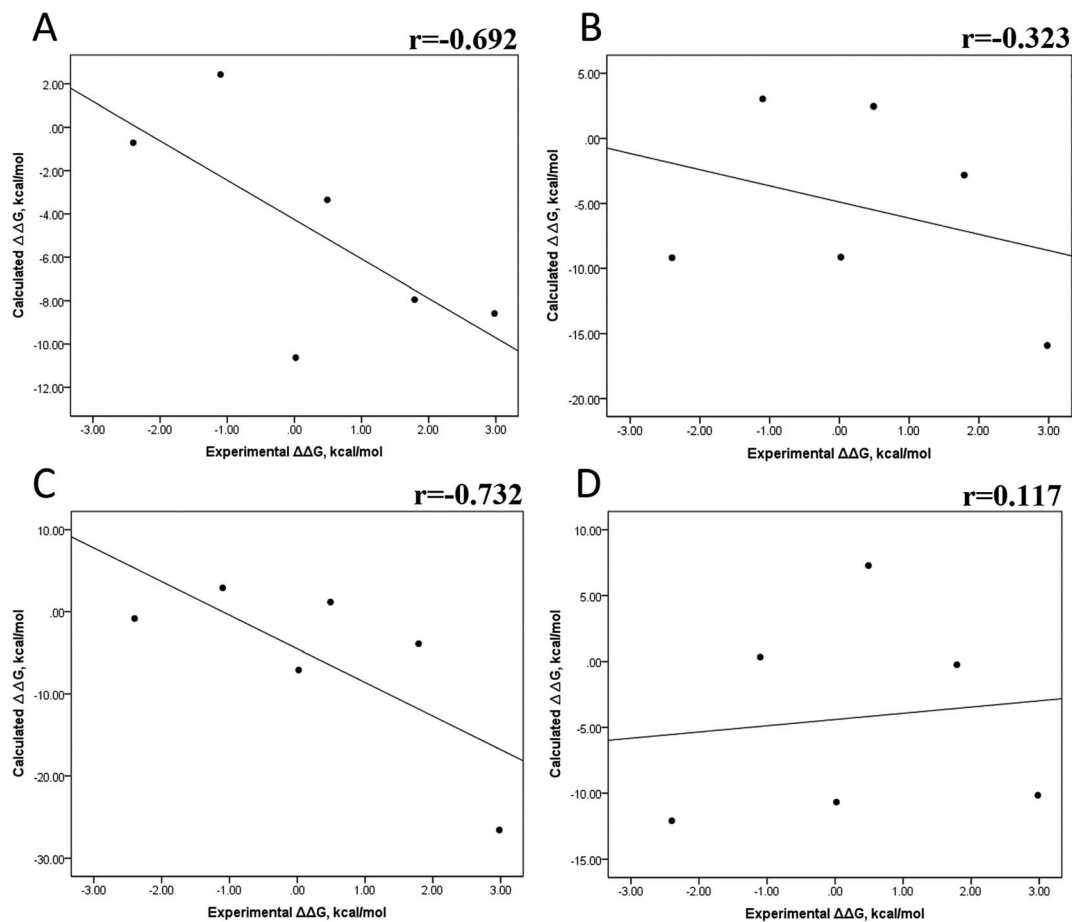 A
r=-0.692
2.00
.00
-2.00
-4.00
-6.00
-8.00
-10.00
-12.00
Calculated Δ Δ G, kcal/mol
-3.00 -2.00 -1.00 .00 1.00 2.00 3.00
Experimental ΔΔG, kcal/mol
B
r=-0.323
5.00
.00
-5.00
-10.00
-15.00
-20.00
Calculated Δ Δ G, kcal/mol
-3.00 -2.00 -1.00 .00 1.00 2.00 3.00
Experimental ΔΔG, kcal/mol
C
r=-0.732
10.00
.00
-10.00
-20.00
-30.00
Calculated Δ Δ G, kcal/mol
-3.00 -2.00 -1.00 .00 1.00 2.00 3.00
Experimental ΔΔG, kcal/mol
D
r=0.117
10.00
5.00
.00
-5.00
-10.00
-15.00
Calculated Δ Δ G, kcal/mol
-3.00 -2.00 -1.00 .00 1.00 2.00 3.00
Experimental ΔΔG, kcal/mol